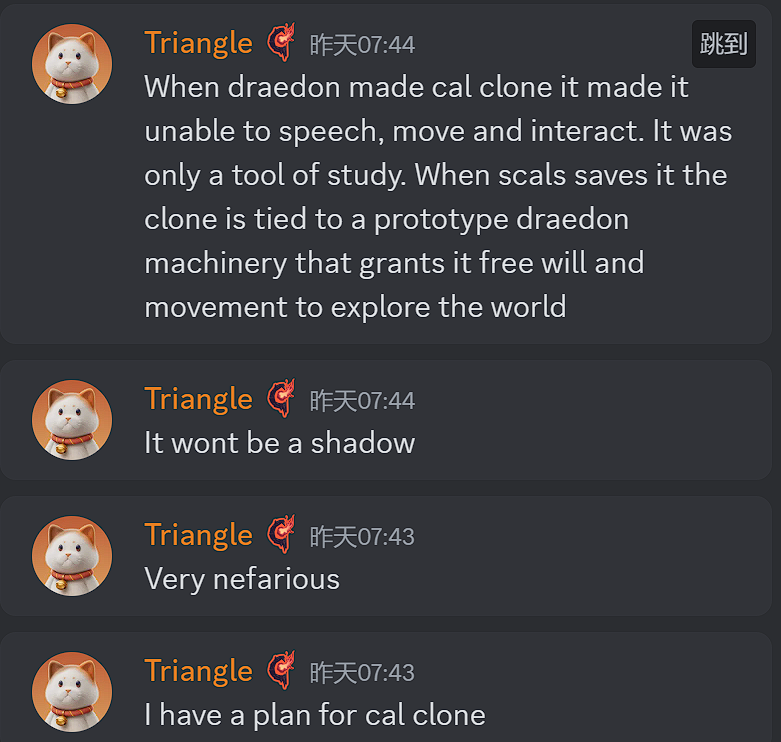 Triangle 昨天07:44
跳到
When draedon made cal clone it made it
unable to speech, move and interact. It was
only a tool of study. When scals saves it the
clone is tied to a prototype draedon
machinery that grants it free will and
movement to explore the world
Triangle 昨天07:44
It wont be a shadow
Triangle 昨天07:43
Very nefarious
Triangle 昨天07:43
I have a plan for cal clone